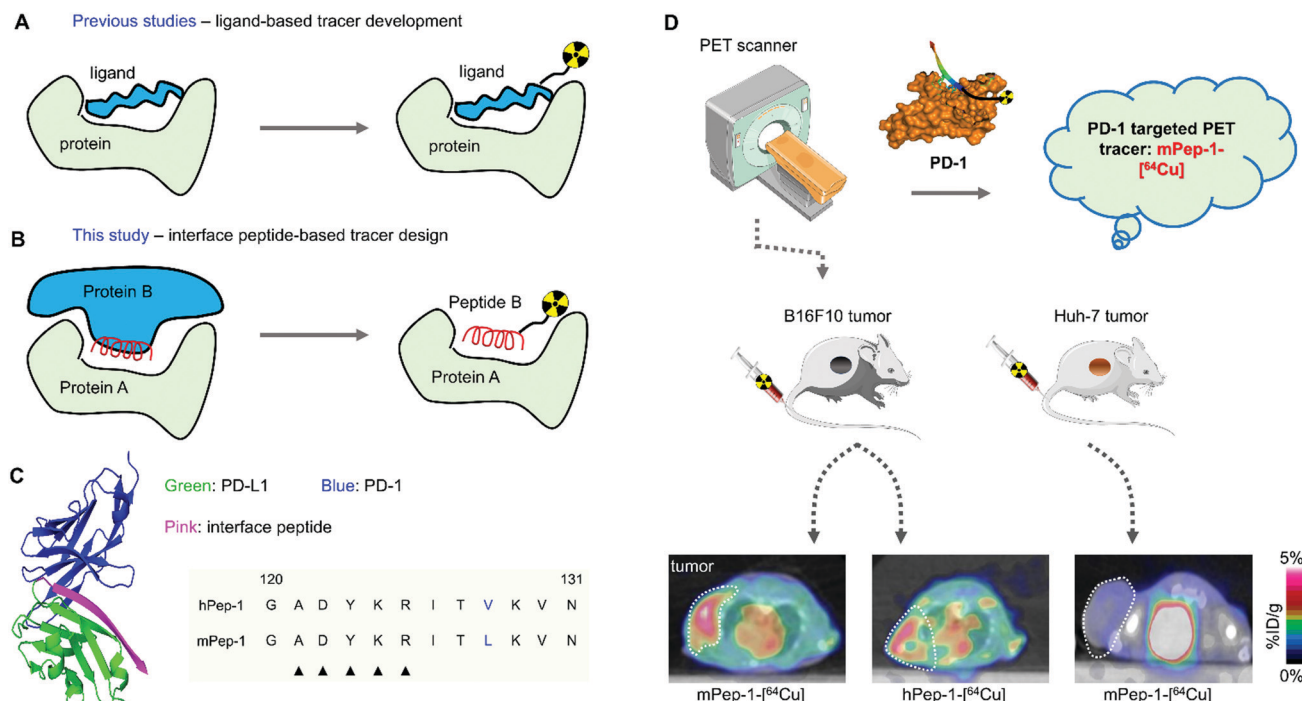 A
Previous studies – ligand-based tracer development
ligand
protein
ligand
protein
B
This study – interface peptide-based tracer design
Protein B
Protein A
Peptide B
Protein A
C
Green: PD-L1 Blue: PD-1
Pink: interface peptide
120 131
hPep-1 G A D Y K R I T V K V N
mPep-1 G A D Y K R I T L K V N
D
PET scanner
PD-1
PD-1 targeted PET
tracer: mPep-1-
[⁶⁴Cu]
B16F10 tumor
Huh-7 tumor
tumor
mPep-1-[⁶⁴Cu]
hPep-1-[⁶⁴Cu]
mPep-1-[⁶⁴Cu]
5%
%ID/g
0%